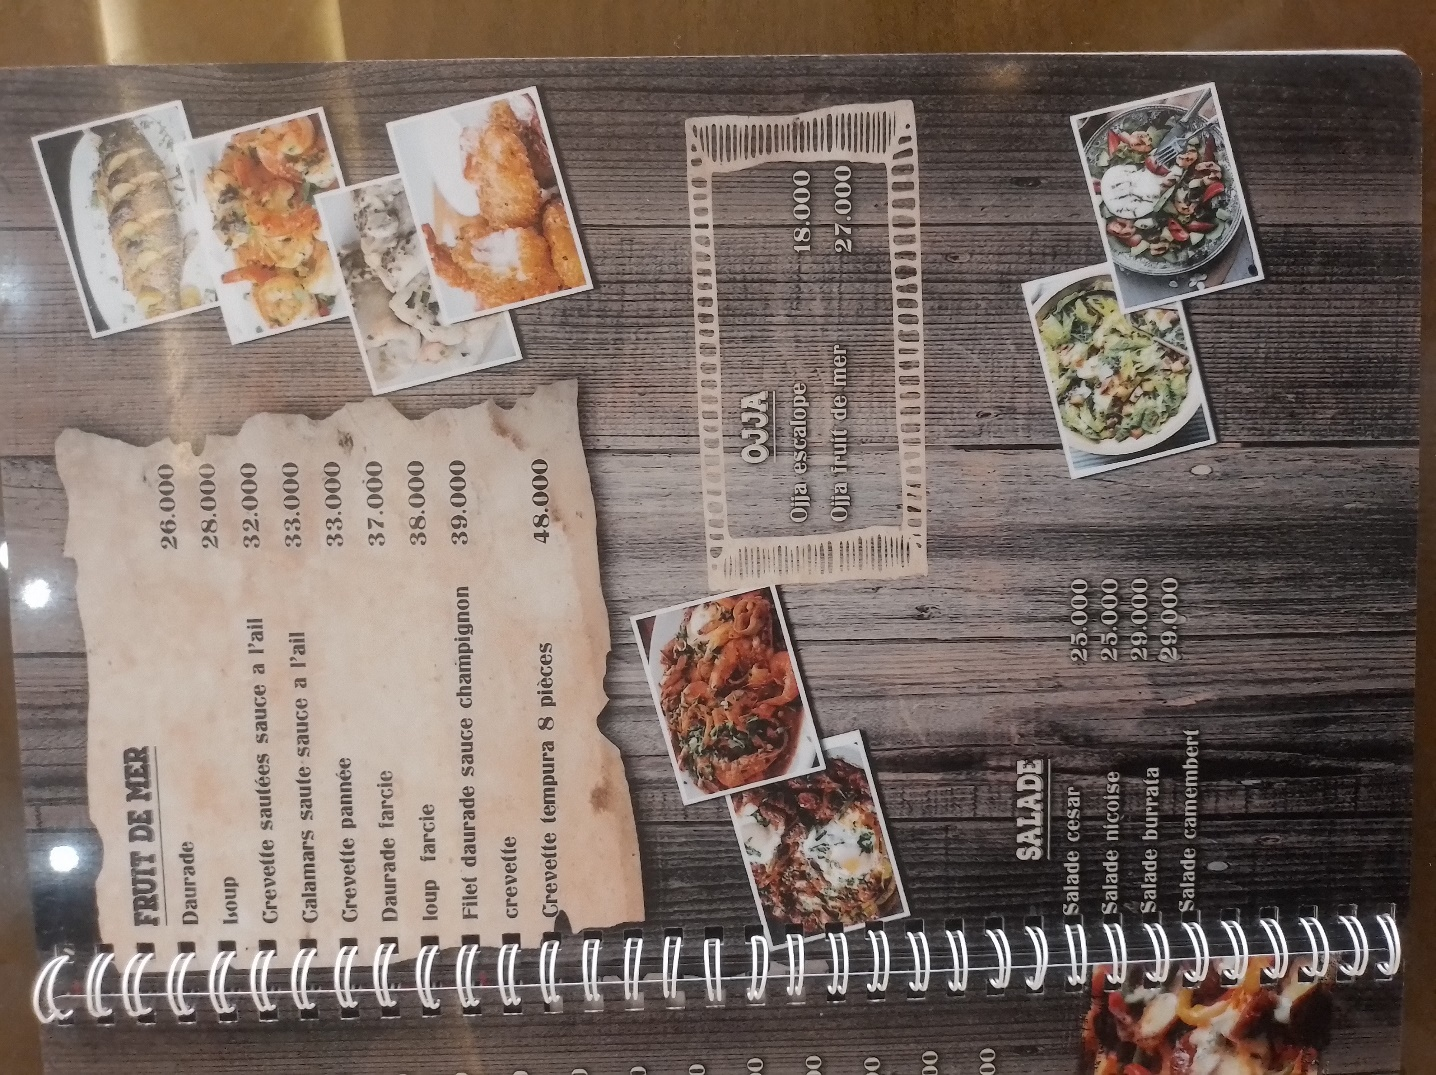 FRUIT DE MER
Daurade 26.000
Loup 28.000
Crevette sautées sauce a l'ail 32.000
Calamars saute sauce a l'ail 33.000
Crevette pannée 33.000
Daurade farcie 37.000
loup farcie 38.000
Filet daurade sauce champignon 39.000
crevette
Crevette tempura 8 pièces 48.000
OJJA
Ojja escalope 18.000
Ojja fruit de mer 27.000
SALADE
Salade cesar 25.000
Salade niçoise 25.000
Salade burrata 29.000
Salade camembert 29.000